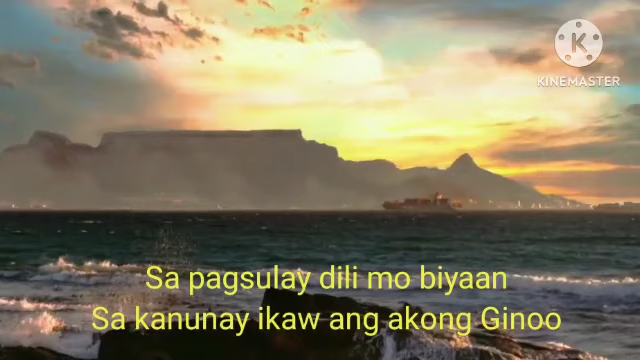 KINEMASTER
Sa pagsulay dili mo biyaan
Sa kanunay ikaw ang akong Ginoo